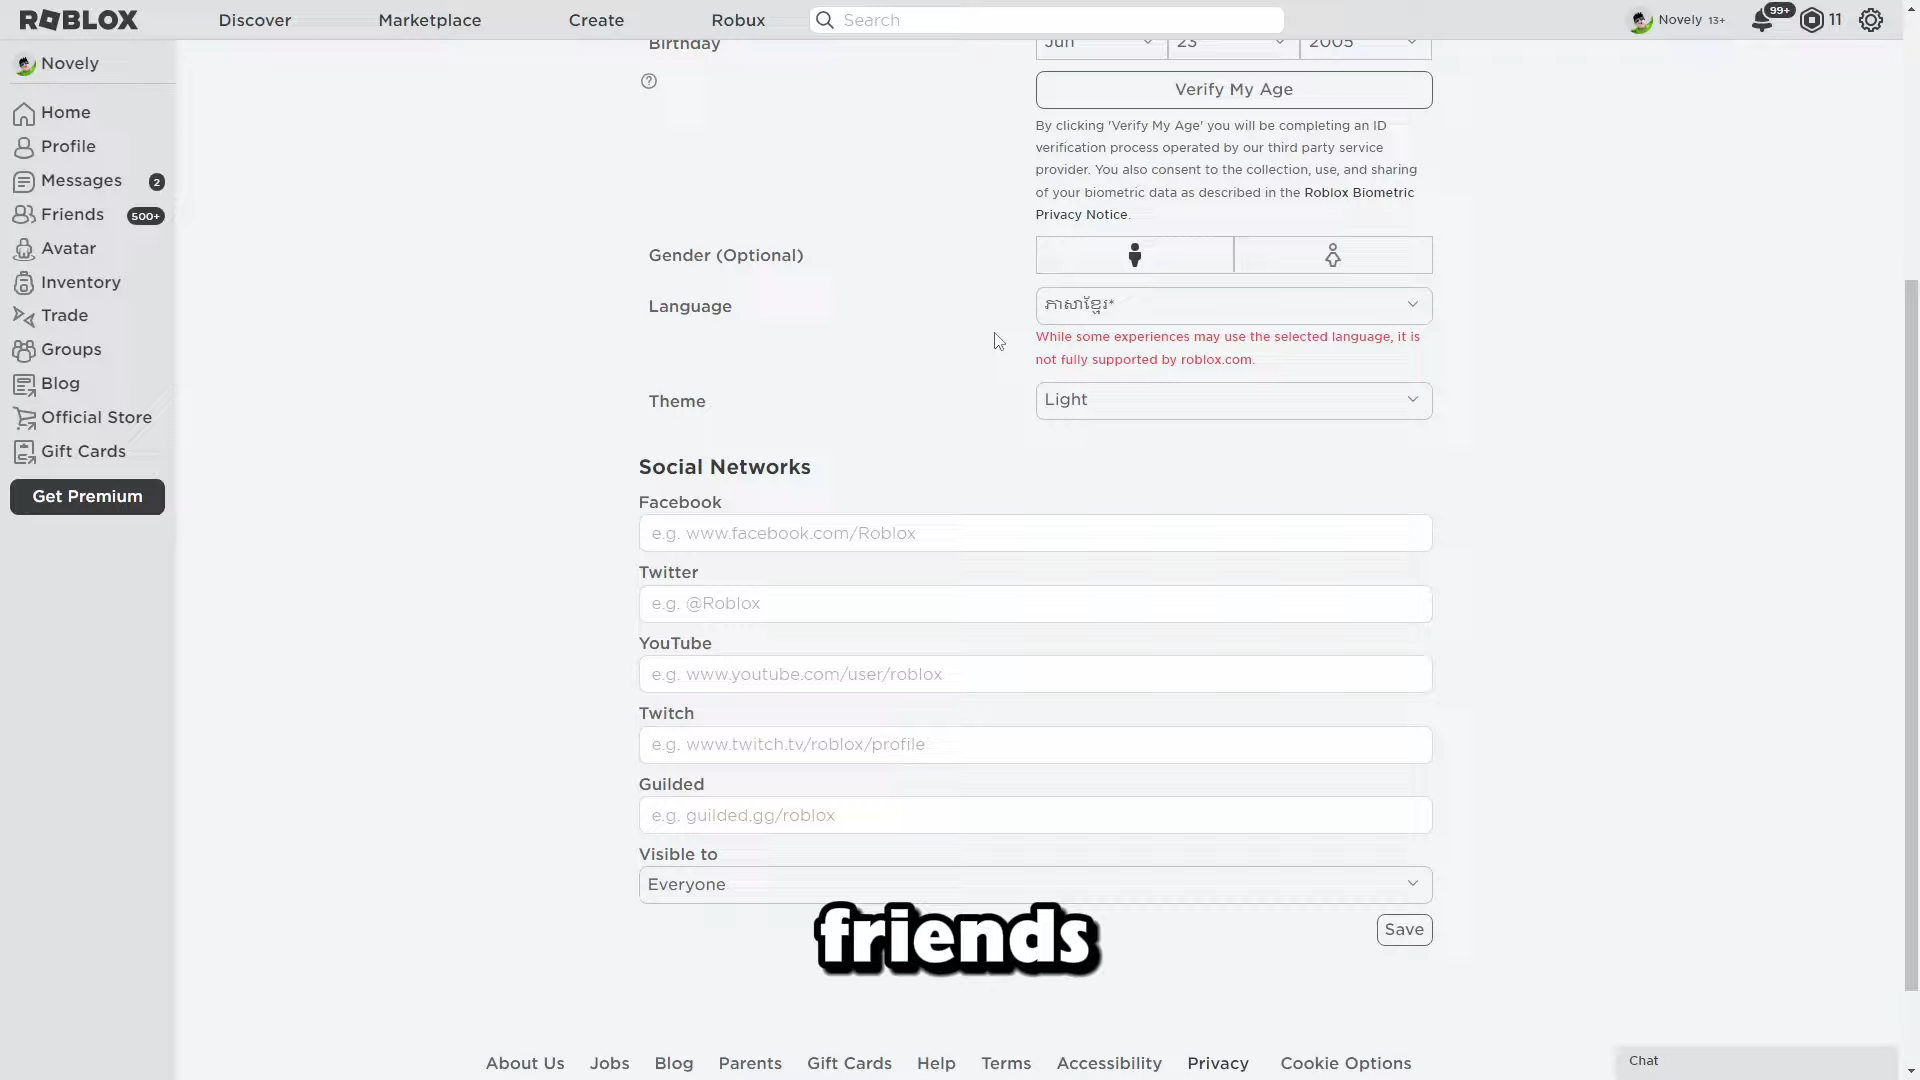 ROBLOX
Discover
Marketplace
Create
Robux
Search
Novely 13+
99+
11
Novely
Home
Profile
Messages 2
Friends 500+
Avatar
Inventory
Trade
Groups
Blog
Official Store
Gift Cards
Get Premium
Birthday
Jun
23
2005
Verify My Age
By clicking 'Verify My Age' you will be completing an ID
verification process operated by our third party service
provider. You also consent to the collection, use, and sharing
of your biometric data as described in the Roblox Biometric
Privacy Notice.
Gender (Optional)
Language
ភាសាខ្មែរ*
While some experiences may use the selected language, it is
not fully supported by roblox.com.
Theme
Light
Social Networks
Facebook
e.g. www.facebook.com/Roblox
Twitter
e.g. @Roblox
YouTube
e.g. www.youtube.com/user/roblox
Twitch
e.g. www.twitch.tv/roblox/profile
Guilded
e.g. guilded.gg/roblox
Visible to
Everyone
friends
Save
About Us
Jobs
Blog
Parents
Gift Cards
Help
Terms
Accessibility
Privacy
Cookie Options
Chat